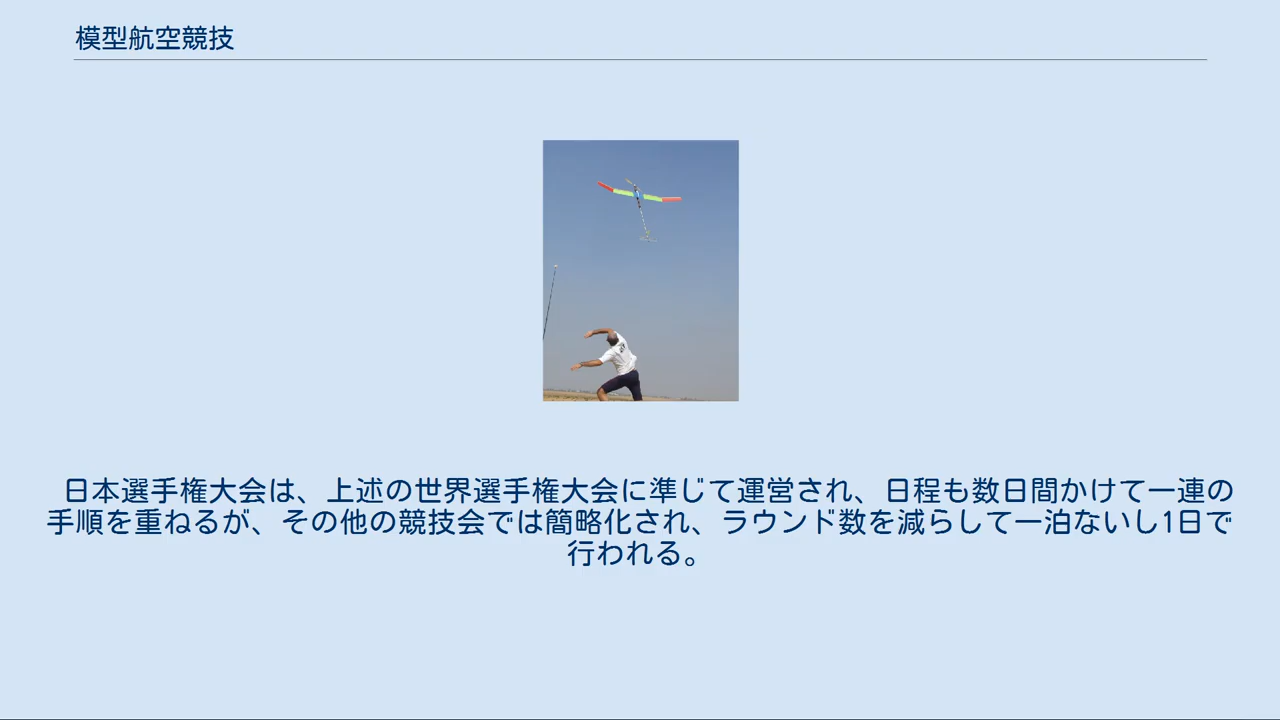 模型航空競技
日本選手権大会は、上述の世界選手権大会に準じて運営され、日程も数日間かけて一連の
手順を重ねるが、その他の競技会では簡略化され、ラウンド数を減らして一泊ないし1日で
行われる。